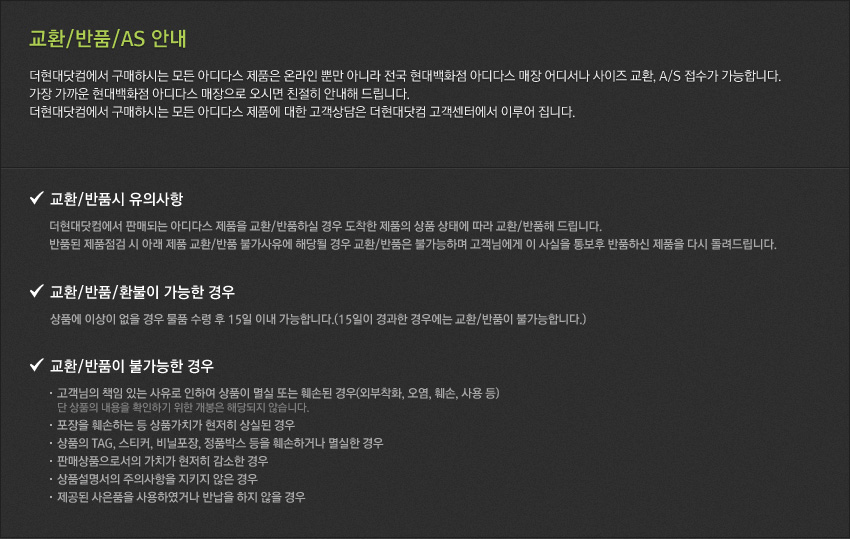 교환/반품/AS 안내
더현대닷컴에서 구매하시는 모든 아디다스 제품은 온라인 뿐만 아니라 전국 현대백화점 아디다스 매장 어디서나 사이즈 교환, A/S 접수가 가능합니다.
가장 가까운 현대백화점 아디다스 매장으로 오시면 친절히 안내해 드립니다.
더현대닷컴에서 구매하시는 모든 아디다스 제품에 대한 고객상담은 더현대닷컴 고객센터에서 이루어 집니다.
교환/반품시 유의사항
더현대닷컴에서 판매되는 아디다스 제품을 교환/반품하실 경우 도착한 제품의 상품 상태에 따라 교환/반품해 드립니다.
반품된 제품점검 시 아래 제품 교환/반품 불가사유에 해당될 경우 교환/반품은 불가능하며 고객님에게 이 사실을 통보후 반품하신 제품을 다시 돌려드립니다.
교환/반품/환불이 가능한 경우
상품에 이상이 없을 경우 물품 수령 후 15일 이내 가능합니다.(15일이 경과한 경우에는 교환/반품이 불가능합니다.)
교환/반품이 불가능한 경우
· 고객님의 책임 있는 사유로 인하여 상품이 멸실 또는 훼손된 경우(외부착화, 오염, 훼손, 사용 등)
단 상품의 내용을 확인하기 위한 개봉은 해당되지 않습니다.
· 포장을 훼손하는 등 상품가치가 현저히 상실된 경우
· 상품의 TAG, 스티커, 비닐포장, 정품박스 등을 훼손하거나 멸실한 경우
· 판매상품으로서의 가치가 현저히 감소한 경우
· 상품설명서의 주의사항을 지키지 않은 경우
· 제공된 사은품을 사용하였거나 반납을 하지 않을 경우